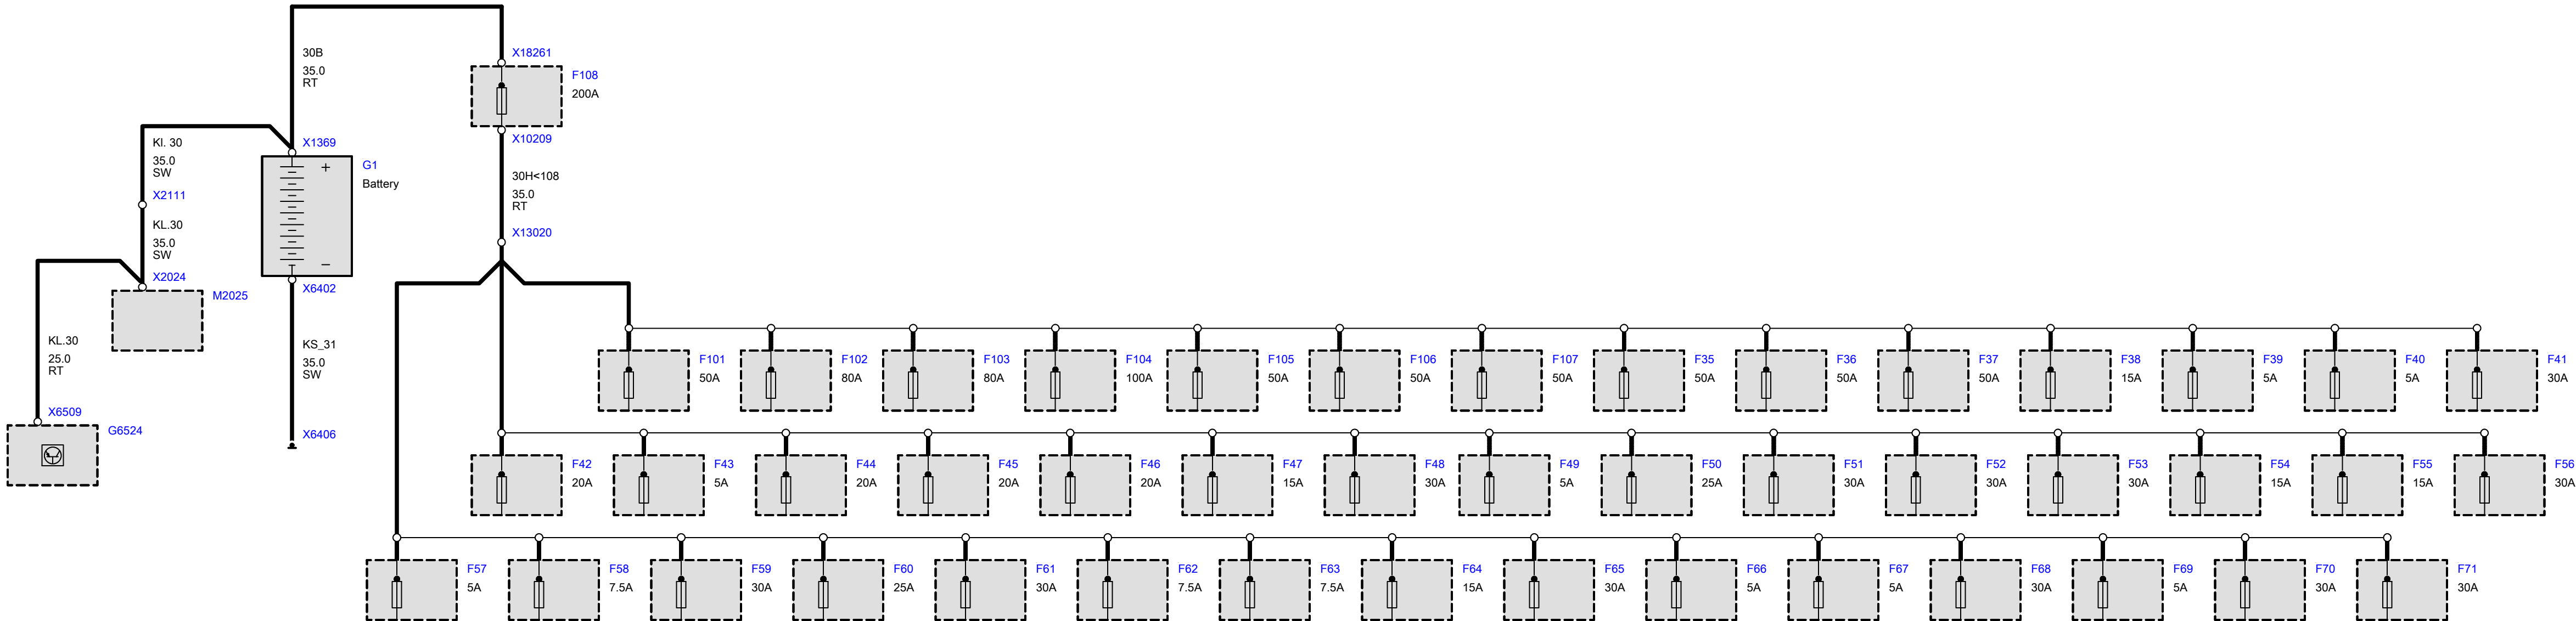 30B
35.0
RT
X18261
F108
200A
X10209
X1369
G1
Battery
+
−
Kl. 30
35.0
SW
X2111
KL.30
35.0
SW
X2024
M2025
X6402
30H<108
35.0
RT
X13020
KL.30
25.0
RT
X6509
G6524
KS_31
35.0
SW
X6406
F101 F102 F103 F104 F105 F106 F107 F35 F36 F37 F38 F39 F40 F41
50A 80A 80A 100A 50A 50A 50A 50A 50A 50A 15A 5A 5A 30A
F42 F43 F44 F45 F46 F47 F48 F49 F50 F51 F52 F53 F54 F55 F56
20A 5A 20A 20A 20A 15A 30A 5A 25A 30A 30A 30A 15A 15A 30A
F57 F58 F59 F60 F61 F62 F63 F64 F65 F66 F67 F68 F69 F70 F71
5A 7.5A 30A 25A 30A 7.5A 7.5A 15A 30A 5A 5A 30A 5A 30A 30A